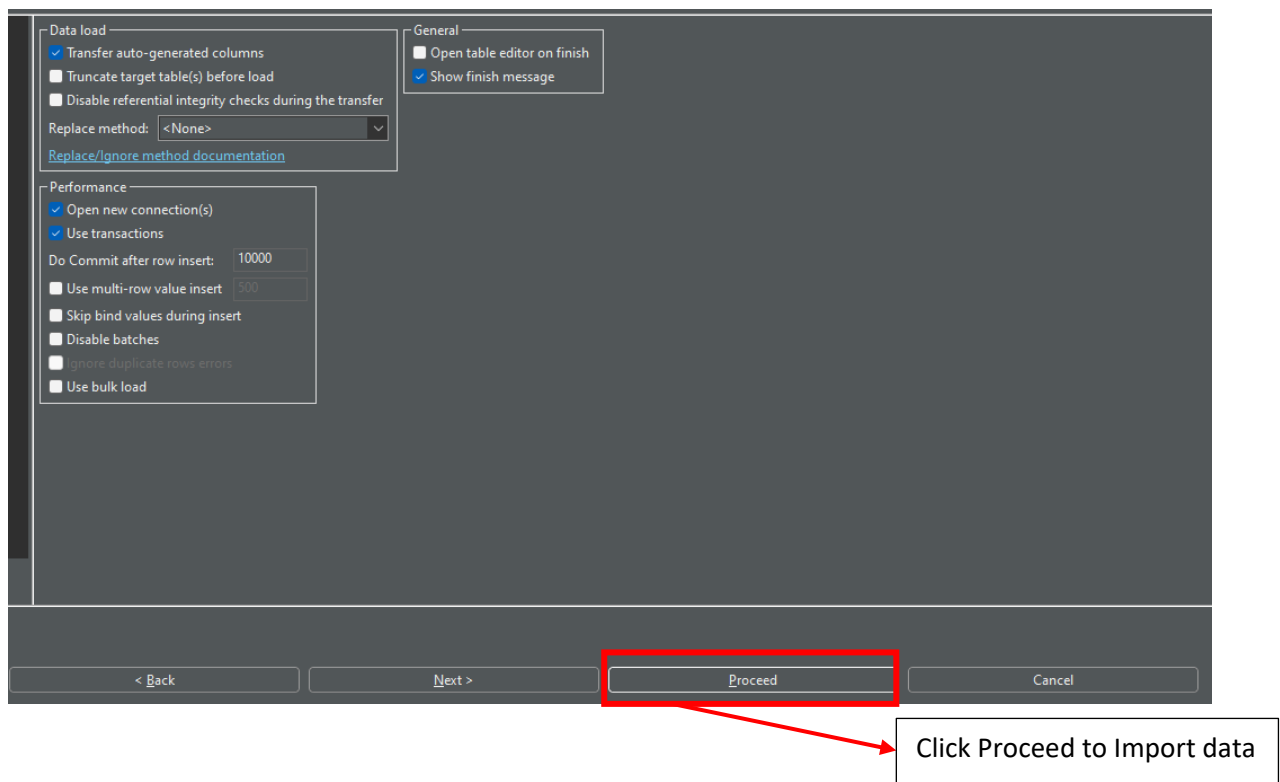 Data load
Transfer auto-generated columns
Truncate target table(s) before load
Disable referential integrity checks during the transfer
Replace method: <None>
Replace/Ignore method documentation
General
Open table editor on finish
Show finish message
Performance
Open new connection(s)
Use transactions
Do Commit after row insert: 10000
Use multi-row value insert 500
Skip bind values during insert
Disable batches
Ignore duplicate rows errors
Use bulk load
< Back
Next >
Proceed
Cancel
Click Proceed to Import data